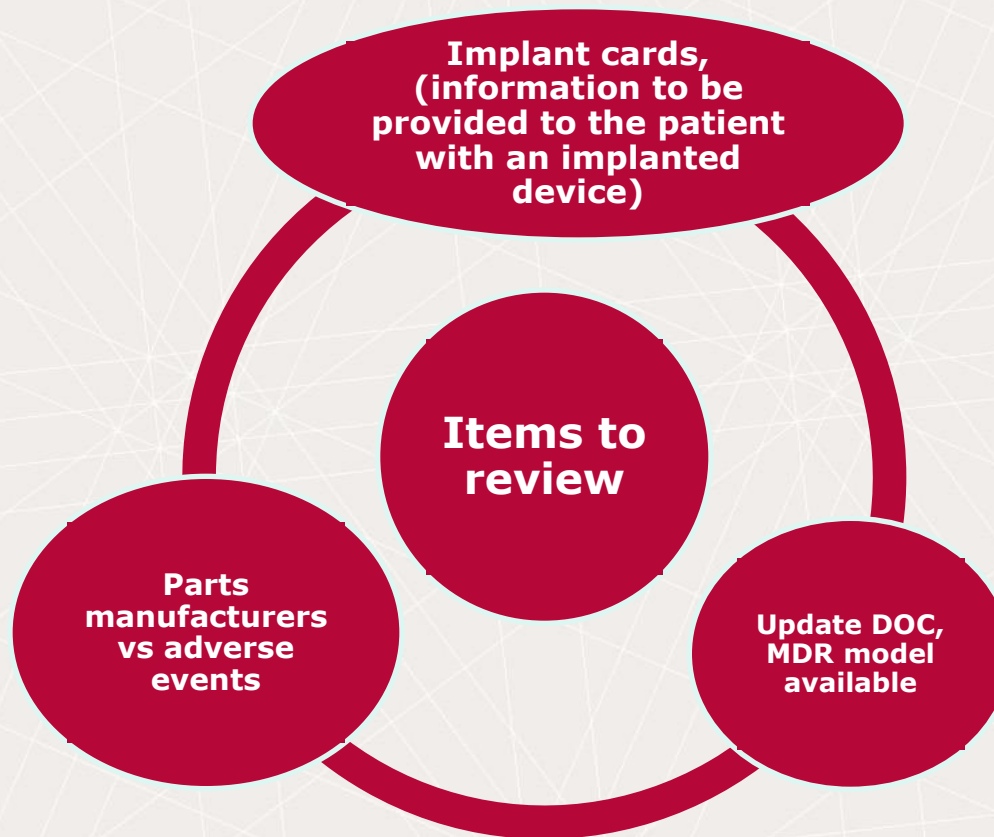 Implant cards,
(information to be
provided to the patient
with an implanted
device)
Items to
review
Parts
manufacturers
vs adverse
events
Update DOC,
MDR model
available